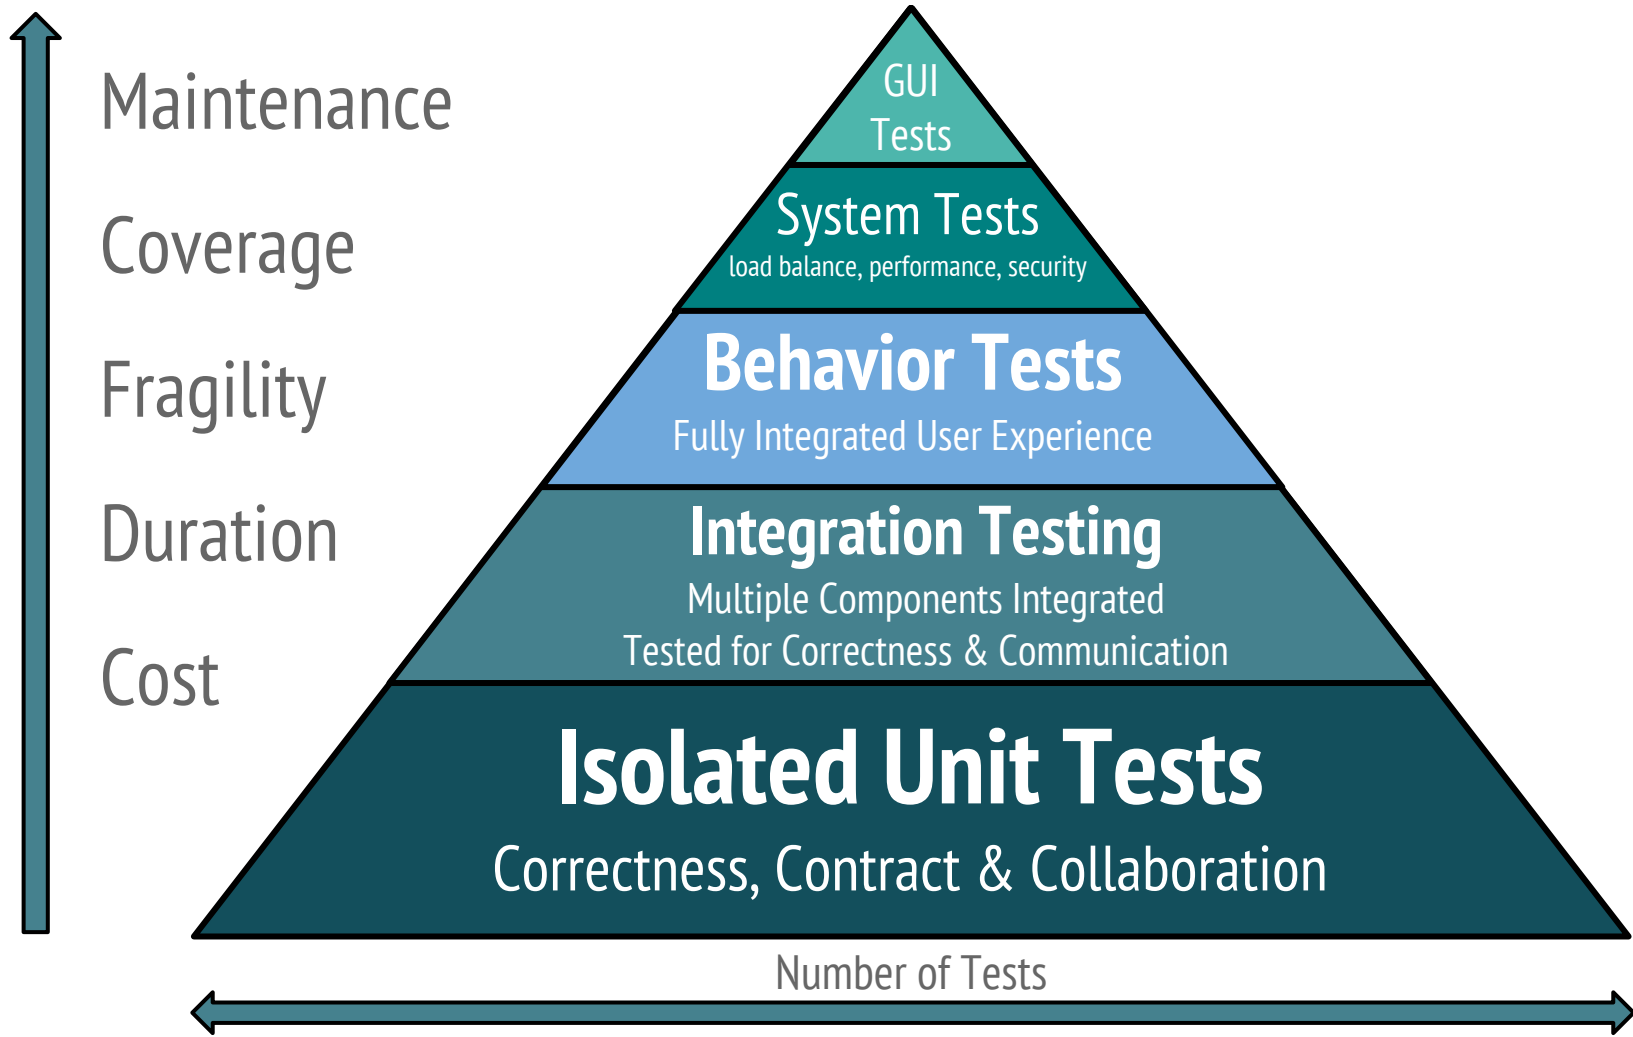 Maintenance
Coverage
Fragility
Duration
Cost
GUI
Tests
System Tests
load balance, performance, security
Behavior Tests
Fully Integrated User Experience
Integration Testing
Multiple Components Integrated
Tested for Correctness & Communication
Isolated Unit Tests
Correctness, Contract & Collaboration
Number of Tests